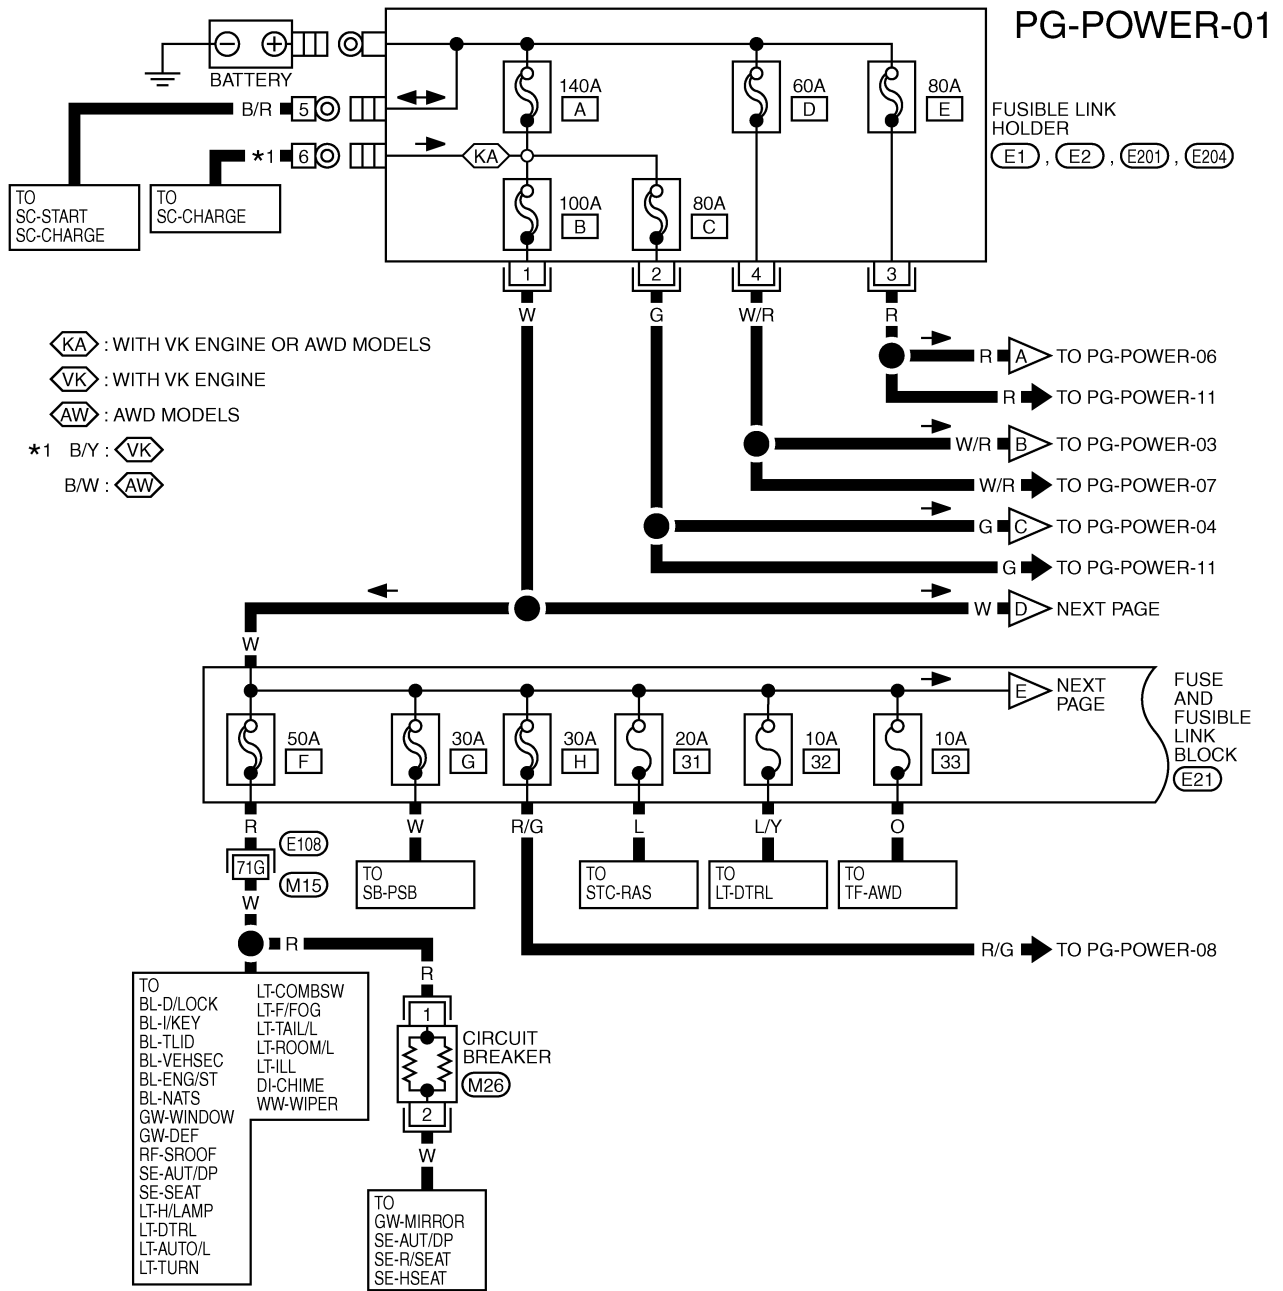 PG-POWER-01
BATTERY
B/R 5
*1 6
TO
SC-START
SC-CHARGE
TO
SC-CHARGE
KA
140A
A
100A
B
80A
C
60A
D
80A
E
FUSIBLE LINK
HOLDER
E1 , E2 , E201 , E204
1
2
4
3
W
G
W/R
R
KA : WITH VK ENGINE OR AWD MODELS
VK : WITH VK ENGINE
AW : AWD MODELS
*1 B/Y : VK
B/W : AW
R A TO PG-POWER-06
R TO PG-POWER-11
W/R B TO PG-POWER-03
W/R TO PG-POWER-07
G C TO PG-POWER-04
G TO PG-POWER-11
W D NEXT PAGE
W
E NEXT
PAGE
FUSE
AND
FUSIBLE
LINK
BLOCK
E21
50A
F
30A
G
30A
H
20A
31
10A
32
10A
33
R
W
R/G
L
L/Y
O
71G
E108
M15
W
TO
SB-PSB
TO
STC-RAS
TO
LT-DTRL
TO
TF-AWD
R
R/G TO PG-POWER-08
R
1
CIRCUIT
BREAKER
M26
2
W
TO
BL-D/LOCK
BL-I/KEY
BL-TLID
BL-VEHSEC
BL-ENG/ST
BL-NATS
GW-WINDOW
GW-DEF
RF-SROOF
SE-AUT/DP
SE-SEAT
LT-H/LAMP
LT-DTRL
LT-AUTO/L
LT-TURN
LT-COMBSW
LT-F/FOG
LT-TAIL/L
LT-ROOM/L
LT-ILL
DI-CHIME
WW-WIPER
TO
GW-MIRROR
SE-AUT/DP
SE-R/SEAT
SE-HSEAT